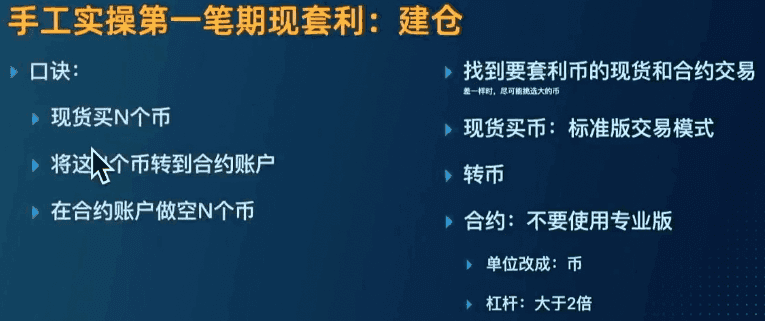 手工实操第一笔期现套利：建仓
口诀：
现货买N个币
将这个币转到合约账户
在合约账户做空N个币
找到要套利币的现货和合约交易
差一样时，尽可能挑选大的币
现货买币：标准版交易模式
转币
合约：不要使用专业版
单位改成：币
杠杆：大于2倍